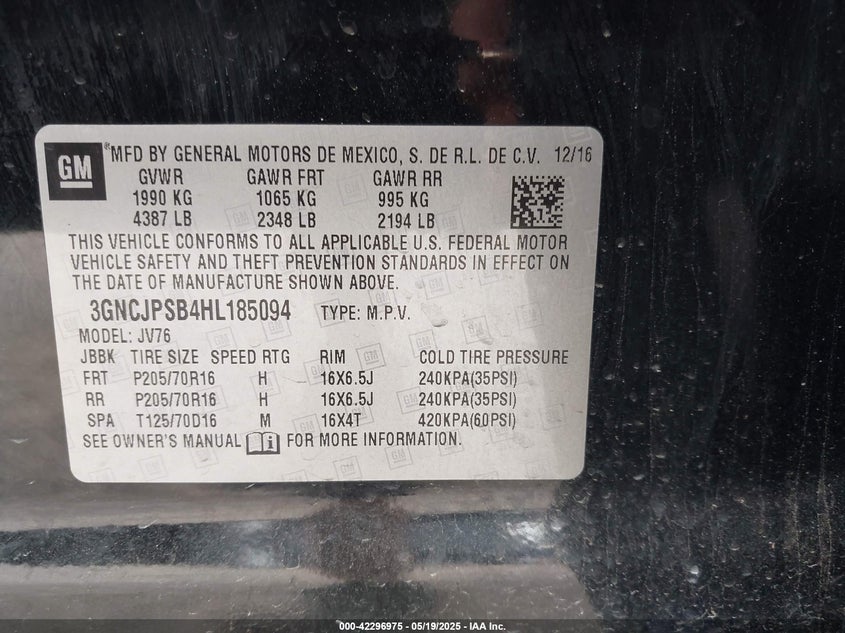 GM ® MFD BY GENERAL MOTORS DE MEXICO, S. DE R.L. DE C.V. 12/16
GVWR GAWR FRT GAWR RR
1990 KG 1065 KG 995 KG
4387 LB 2348 LB 2194 LB
THIS VEHICLE CONFORMS TO ALL APPLICABLE U.S. FEDERAL MOTOR
VEHICLE SAFETY AND THEFT PREVENTION STANDARDS IN EFFECT ON
THE DATE OF MANUFACTURE SHOWN ABOVE.
3GNCJPSB4HL185094 TYPE: M.P.V.
MODEL: JV76
JBBK TIRE SIZE SPEED RTG RIM COLD TIRE PRESSURE
FRT P205/70R16 H 16X6.5J 240KPA(35PSI)
RR P205/70R16 H 16X6.5J 240KPA(35PSI)
SPA T125/70D16 M 16X4T 420KPA(60PSI)
SEE OWNER'S MANUAL FOR MORE INFORMATION.
000-42296975 - 05/19/2025 - IAA Inc.